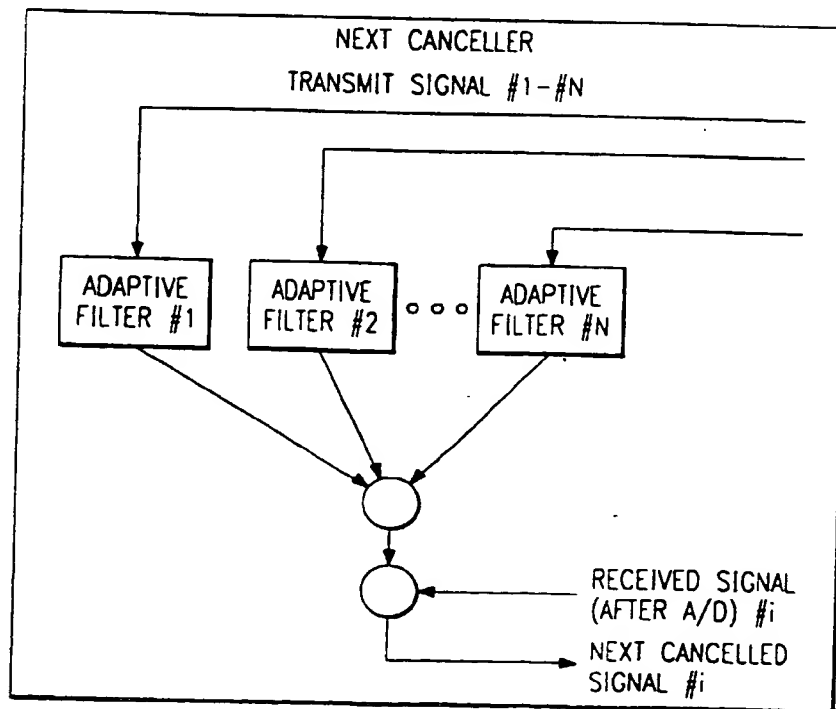 NEXT CANCELLER
TRANSMIT SIGNAL #1-#N
ADAPTIVE
FILTER #1
ADAPTIVE
FILTER #2
ADAPTIVE
FILTER #N
RECEIVED SIGNAL
(AFTER A/D) #i
NEXT CANCELLED
SIGNAL #i